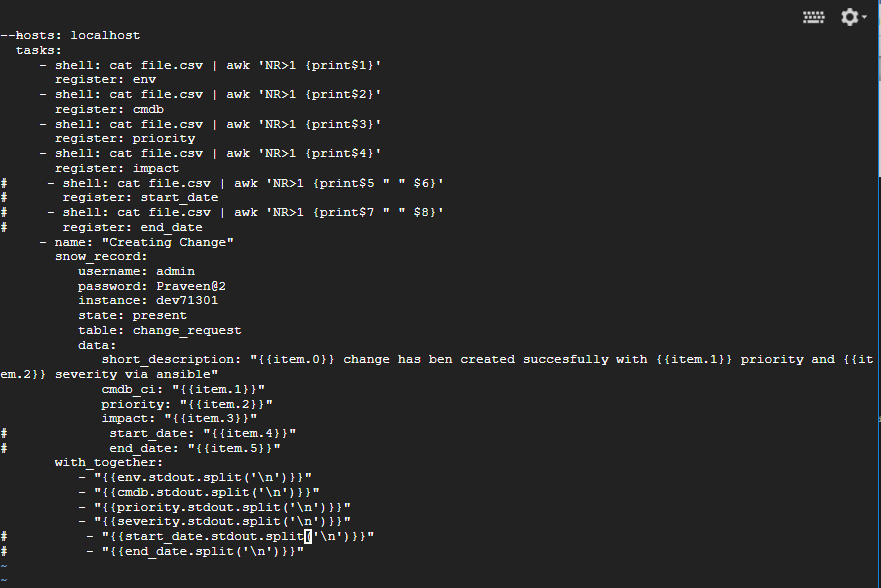 --hosts: localhost
  tasks:
     - shell: cat file.csv | awk 'NR>1 {print$1}'
       register: env
     - shell: cat file.csv | awk 'NR>1 {print$2}'
       register: cmdb
     - shell: cat file.csv | awk 'NR>1 {print$3}'
       register: priority
     - shell: cat file.csv | awk 'NR>1 {print$4}'
       register: impact
#     - shell: cat file.csv | awk 'NR>1 {print$5 " " $6}'
#       register: start_date
#     - shell: cat file.csv | awk 'NR>1 {print$7 " " $8}'
#       register: end_date
     - name: "Creating Change"
       snow_record:
          username: admin
          password: Praveen@2
          instance: dev71301
          state: present
          table: change_request
          data:
             short_description: "{{item.0}} change has ben created succesfully with {{item.1}} priority and {{it
em.2}} severity via ansible"
             cmdb_ci: "{{item.1}}"
             priority: "{{item.2}}"
             impact: "{{item.3}}"
#             start_date: "{{item.4}}"
#             end_date: "{{item.5}}"
       with_together:
          - "{{env.stdout.split('\n')}}"
          - "{{cmdb.stdout.split('\n')}}"
          - "{{priority.stdout.split('\n')}}"
          - "{{severity.stdout.split('\n')}}"
#          - "{{start_date.stdout.split('\n')}}"
#          - "{{end_date.split('\n')}}"
~
~